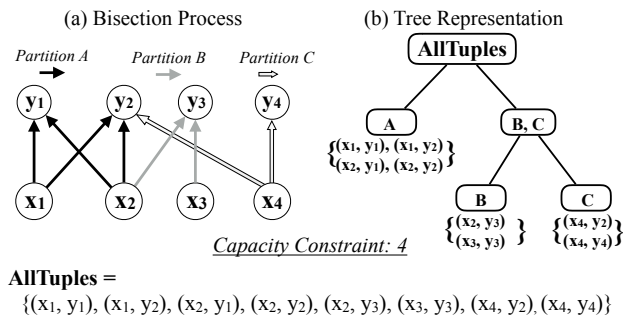 (a) Bisection Process
(b) Tree Representation
Partition A
Partition B
Partition C
y1 y2 y3 y4
x1 x2 x3 x4
AllTuples
A
{(x1, y1), (x1, y2)
(x2, y1), (x2, y2)}
B, C
B
{(x2, y3)
(x3, y3)}
C
{(x4, y2)
(x4, y4)}
Capacity Constraint: 4
AllTuples =
{(x1, y1), (x1, y2), (x2, y1), (x2, y2), (x2, y3), (x3, y3), (x4, y2), (x4, y4)}